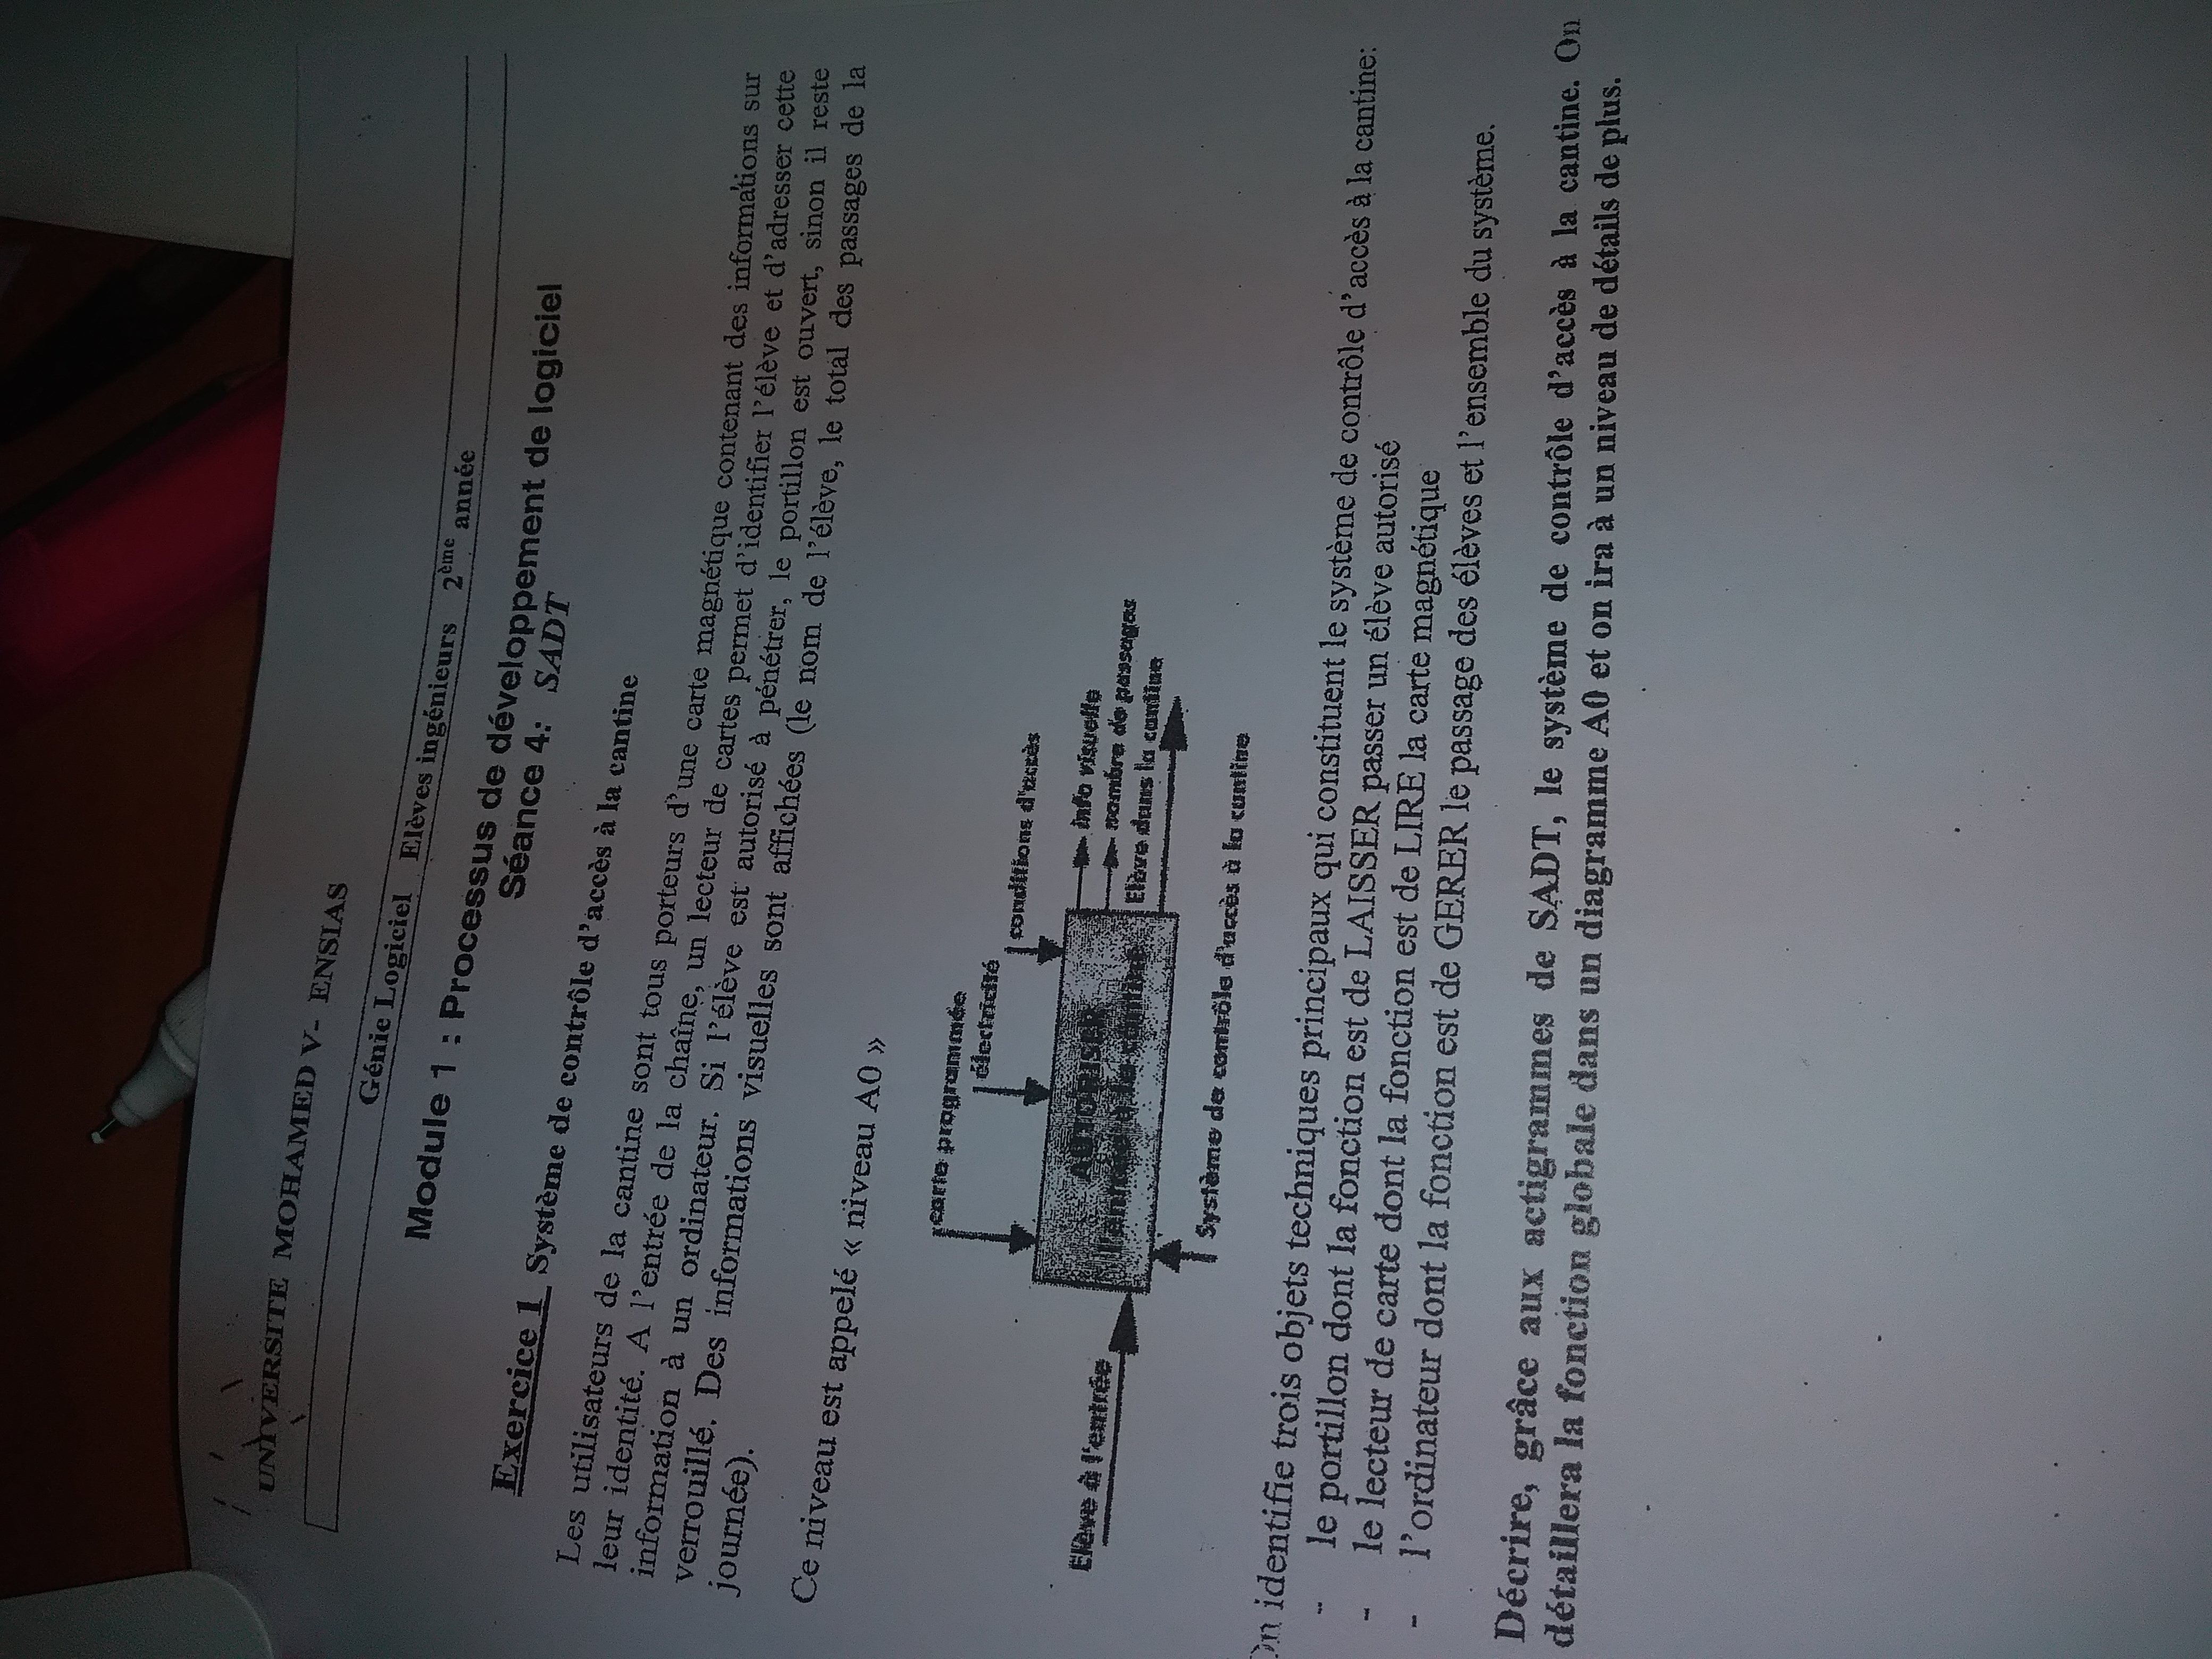 UNIVERSITE MOHAMED V- ENSIAS
Génie Logiciel Elèves ingénieurs 2ème année
Module 1 : Processus de développement de logiciel
Séance 4: SADT
Exercice 1 Système de contrôle d'accès à la cantine
Les utilisateurs de la cantine sont tous porteurs d'une carte magnétique contenant des informations sur
leur identité. A l'entrée de la chaîne, un lecteur de cartes permet d'identifier l'élève et d'adresser cette
information à un ordinateur. Si l'élève est autorisé à pénétrer, le portillon est ouvert, sinon il reste
verrouillé. Des informations visuelles sont affichées (le nom de l'élève, le total des passages de la
journée).
Ce niveau est appelé « niveau A0 »
carte programmée
électricité
conditions d'accès
Elève à l'entrée
AUTORISER
l'entrée à la cantine
info visuelle
nombre de passages
Elève dans la cantine
Système de contrôle d'accès à la cantine
On identifie trois objets techniques principaux qui constituent le système de contrôle d'accès à la cantine:
- le portillon dont la fonction est de LAISSER passer un élève autorisé
- le lecteur de carte dont la fonction est de LIRE la carte magnétique
- l'ordinateur dont la fonction est de GERER le passage des élèves et l'ensemble du système.
Décrire, grâce aux actigrammes de SADT, le système de contrôle d'accès à la cantine. On
détaillera la fonction globale dans un diagramme A0 et on ira à un niveau de détails de plus.